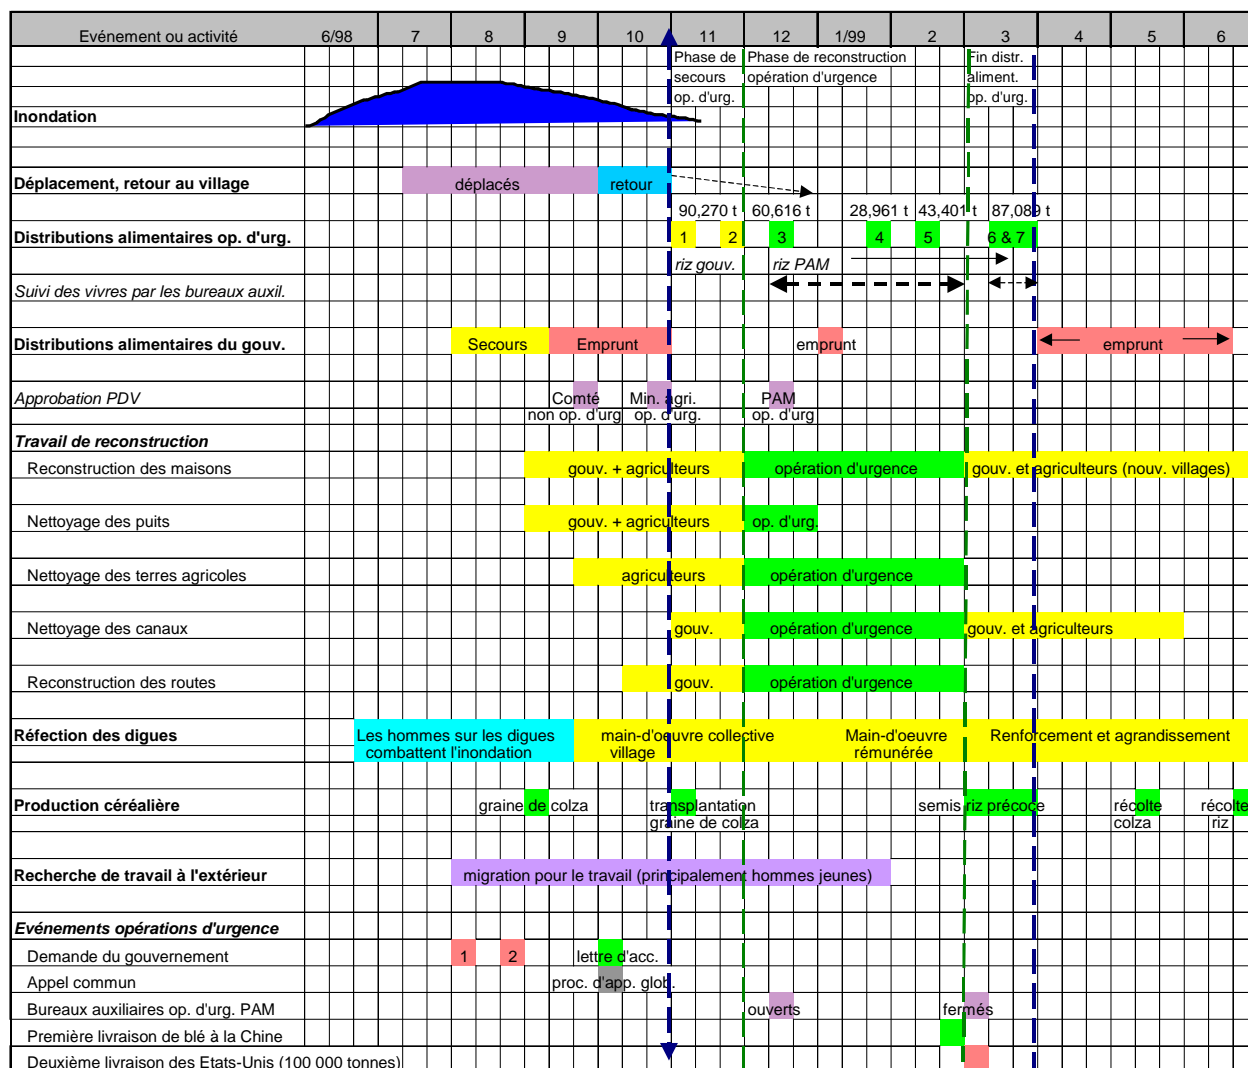 Evénement ou activité 6/98 7 8 9 10 11 12 1/99 2 3 4 5 6
Phase de Phase de reconstruction Fin distr.
secours opération d'urgence aliment.
op. d'urg. op. d'urg.
Inondation
Déplacement, retour au village déplacés retour
90,270 t 60,616 t 28,961 t 43,401 t 87,089 t
Distributions alimentaires op. d'urg. 1 2 3 4 5 6 & 7
riz gouv. riz PAM
Suivi des vivres par les bureaux auxil.
Distributions alimentaires du gouv. Secours Emprunt emprunt emprunt
Approbation PDV Comté Min. agri. PAM
non op. d'urg op. d'urg. op. d'urg
Travail de reconstruction
Reconstruction des maisons gouv. + agriculteurs opération d'urgence gouv. et agriculteurs (nouv. villages)
Nettoyage des puits gouv. + agriculteurs op. d'urg.
Nettoyage des terres agricoles agriculteurs opération d'urgence
Nettoyage des canaux gouv. opération d'urgence gouv. et agriculteurs
Reconstruction des routes gouv. opération d'urgence
Réfection des digues Les hommes sur les digues main-d'oeuvre collective Main-d'oeuvre Renforcement et agrandissement
combattent l'inondation village rémunérée
Production céréalière graine de colza transplantation semis riz précoce récolte récolte
graine de colza colza riz
Recherche de travail à l'extérieur migration pour le travail (principalement hommes jeunes)
Evénements opérations d'urgence
Demande du gouvernement 1 2 lettre d'acc.
Appel commun proc. d'app. glob.
Bureaux auxiliaires op. d'urg. PAM ouverts fermés
Première livraison de blé à la Chine
Deuxième livraison des Etats-Unis (100 000 tonnes)